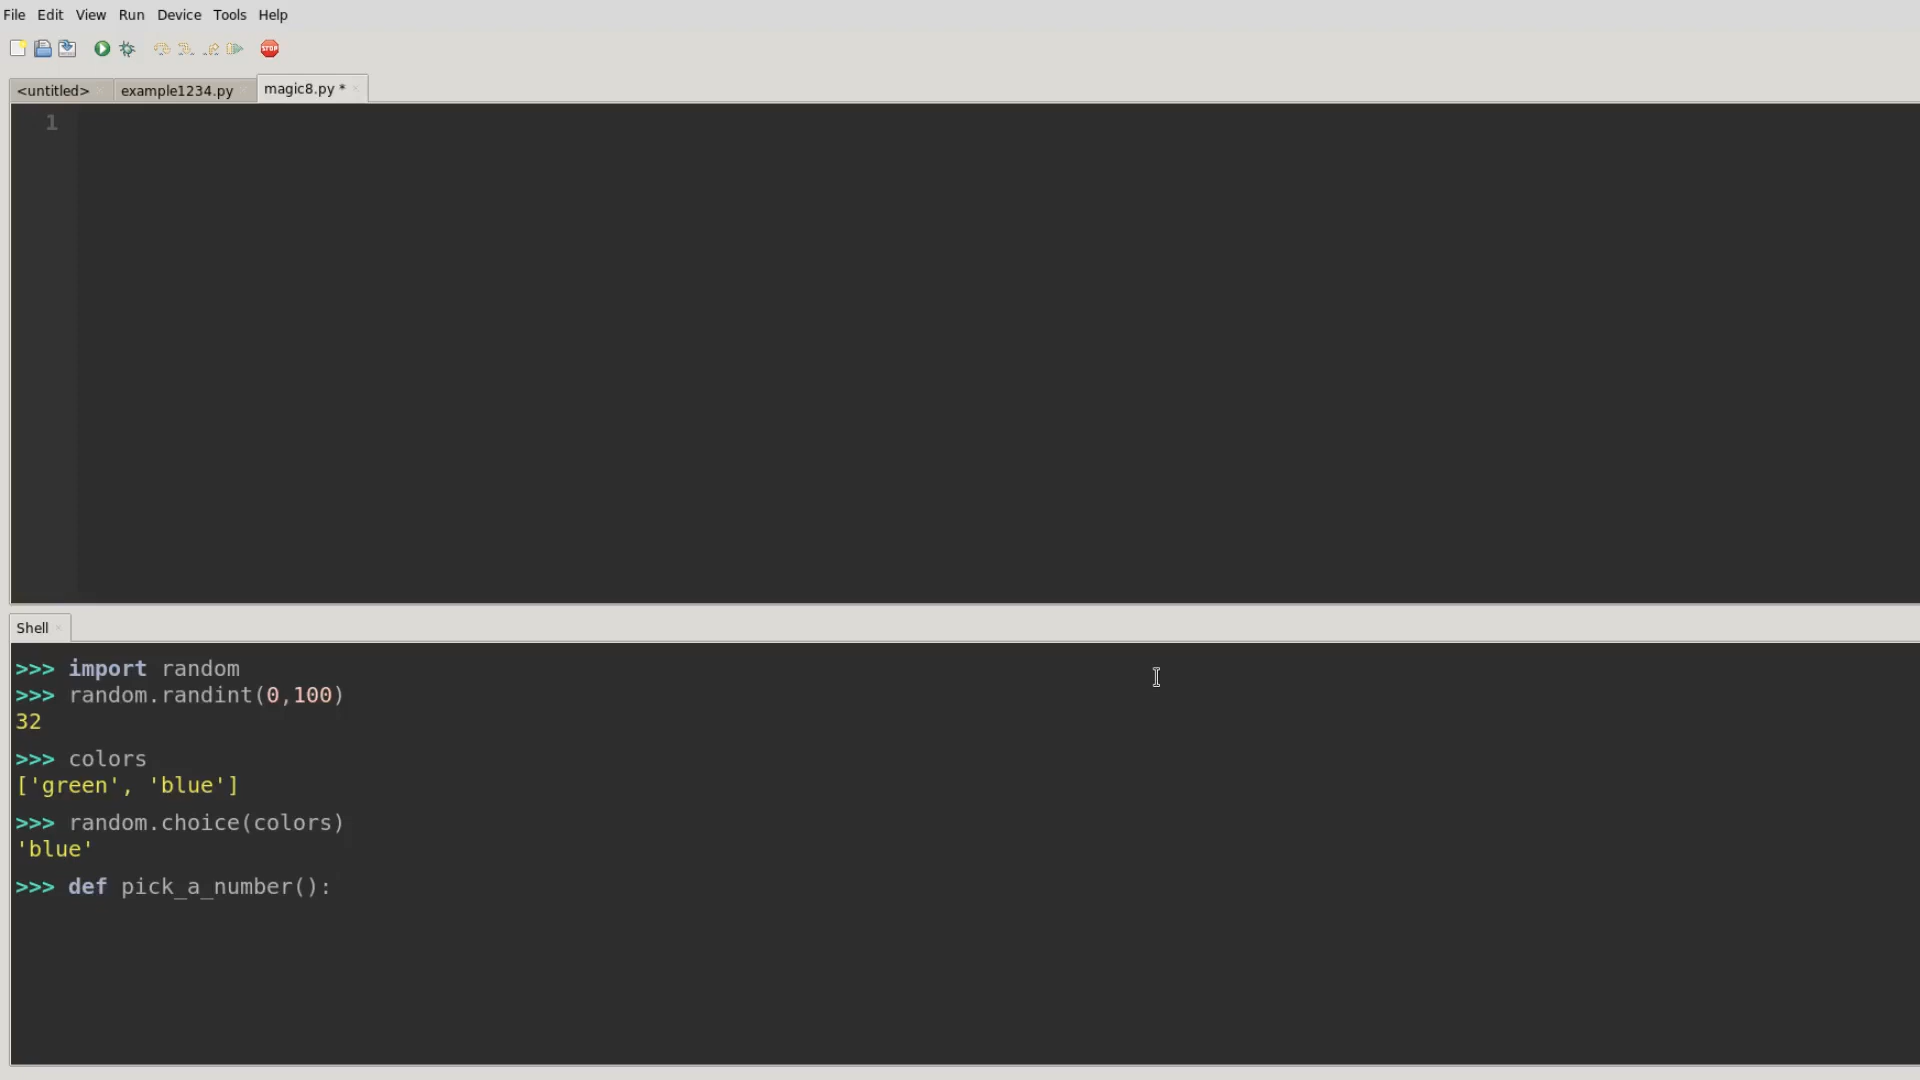 File Edit View Run Device Tools Help
STOP
<untitled> example1234.py magic8.py *
1
Shell
>>> import random
>>> random.randint(0,100)
32
>>> colors
['green', 'blue']
>>> random.choice(colors)
'blue'
>>> def pick_a_number():